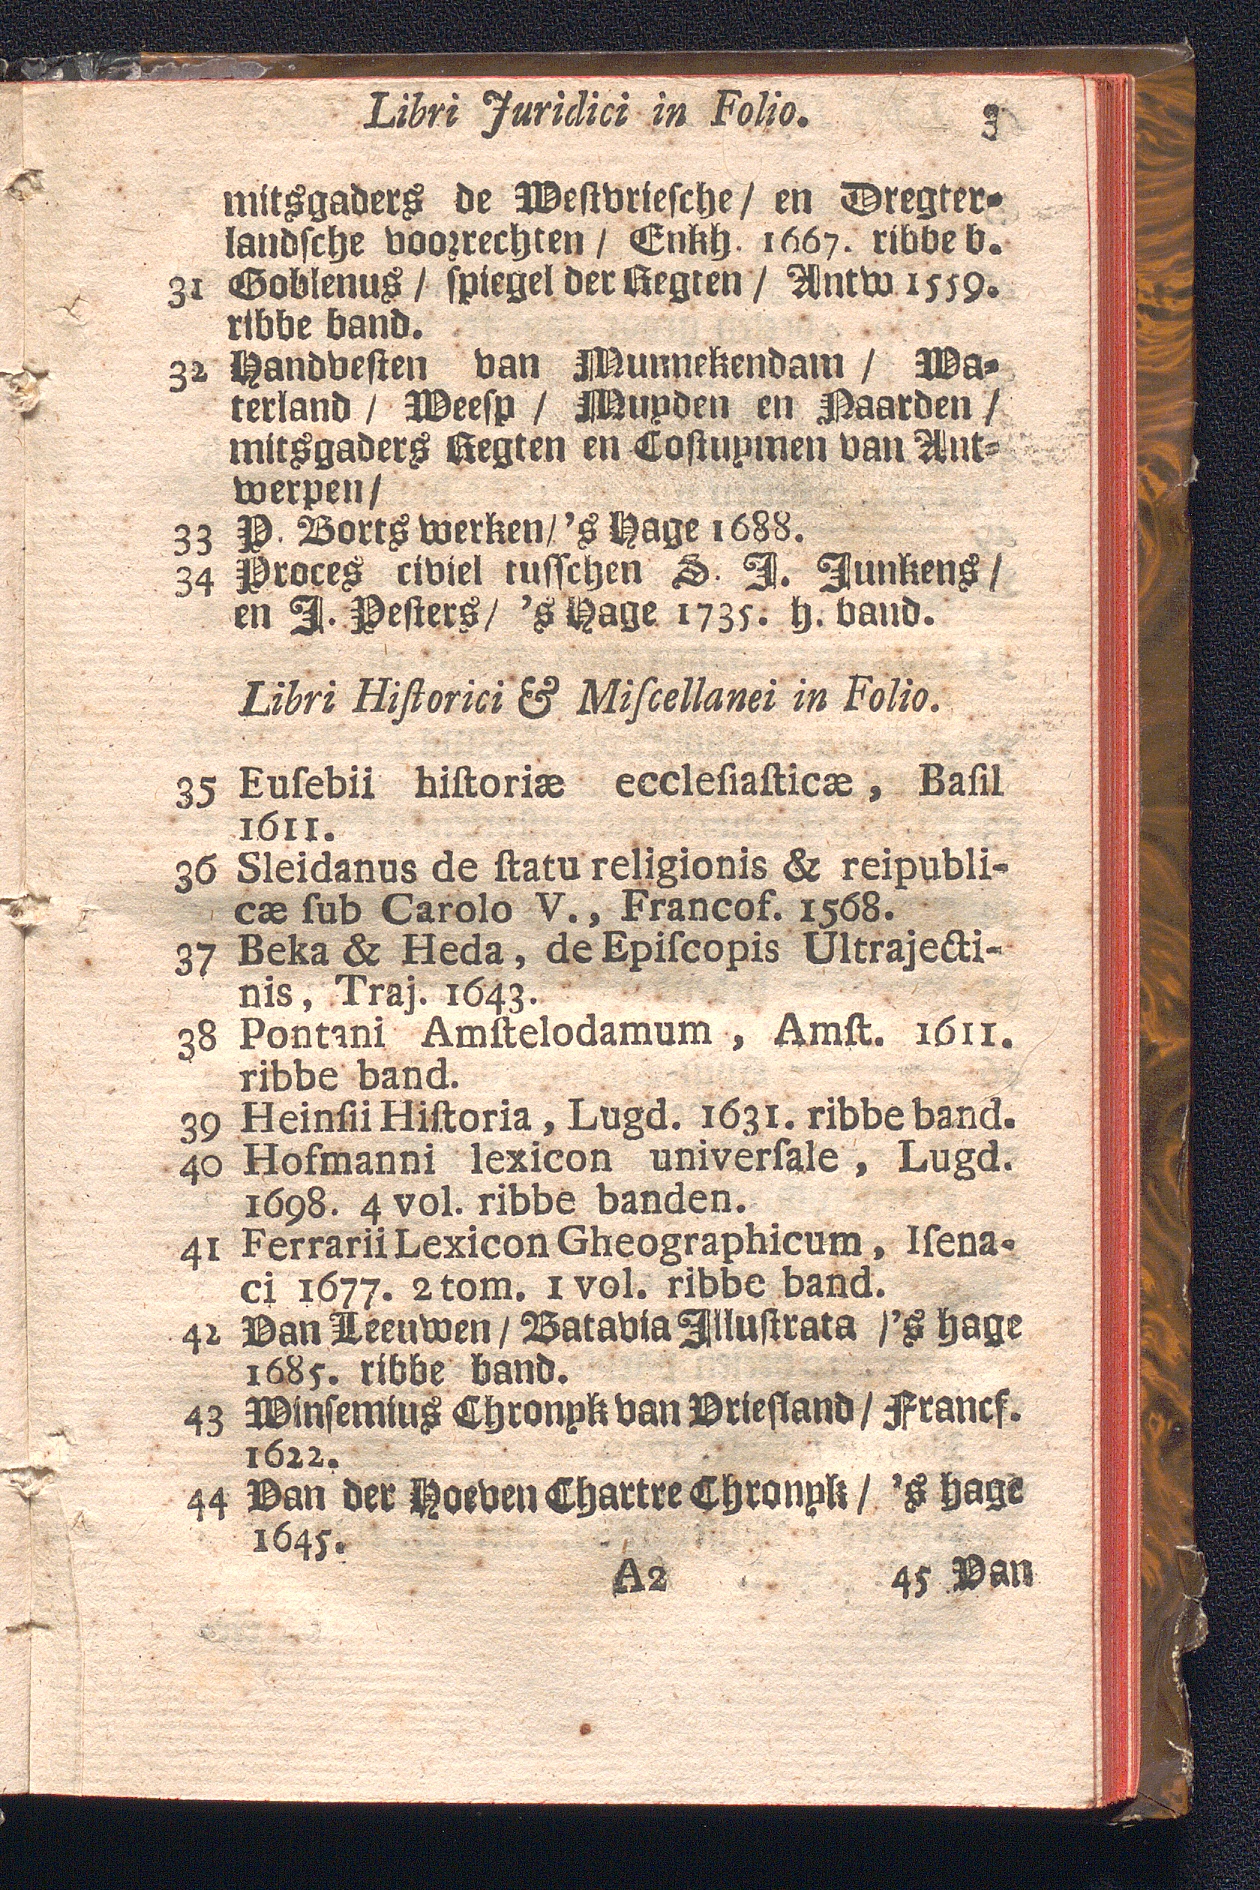 Libri Juridici in Folio. 3
mitsgaders de Westvriesche / en Dregter-
landsche voorrechten / Enkh. 1667. ribbe b.
31 Goblenus / spiegel der Regten / Antw 1559.
ribbe band.
32 Handvesten van Munnekendam / Wa-
terland / Weesp / Muyden en Naarden /
mitsgaders Regten en Costuymen van Ant-
werpen /
33 P. Borts werken / 's Hage 1688.
34 Proces civiel tusschen S. J. Junkens /
en J. Pesters / 's Hage 1735. h. band.
Libri Hiſtorici & Miſcellanei in Folio.
35 Euſebii hiſtoriæ eccleſiaſticæ, Baſil
1611.
36 Sleidanus de ſtatu religionis & reipubli-
cæ ſub Carolo V., Francof. 1568.
37 Beka & Heda, de Epiſcopis Ultrajecti-
nis, Traj. 1643.
38 Pontani Amſtelodamum, Amſt. 1611.
ribbe band.
39 Heinſii Hiſtoria, Lugd. 1631. ribbe band.
40 Hofmanni lexicon univerſale, Lugd.
1698. 4 vol. ribbe banden.
41 Ferrarii Lexicon Gheographicum, Iſena-
ci 1677. 2 tom. 1 vol. ribbe band.
42 Van Leeuwen / Batavia Illustrata / 's hage
1685. ribbe band.
43 Winsemius Chronyk van Vriesland / Francf.
1622.
44 Van der Hoeven Chartre Chronyk / 's hage
1645.
A2 45 Van